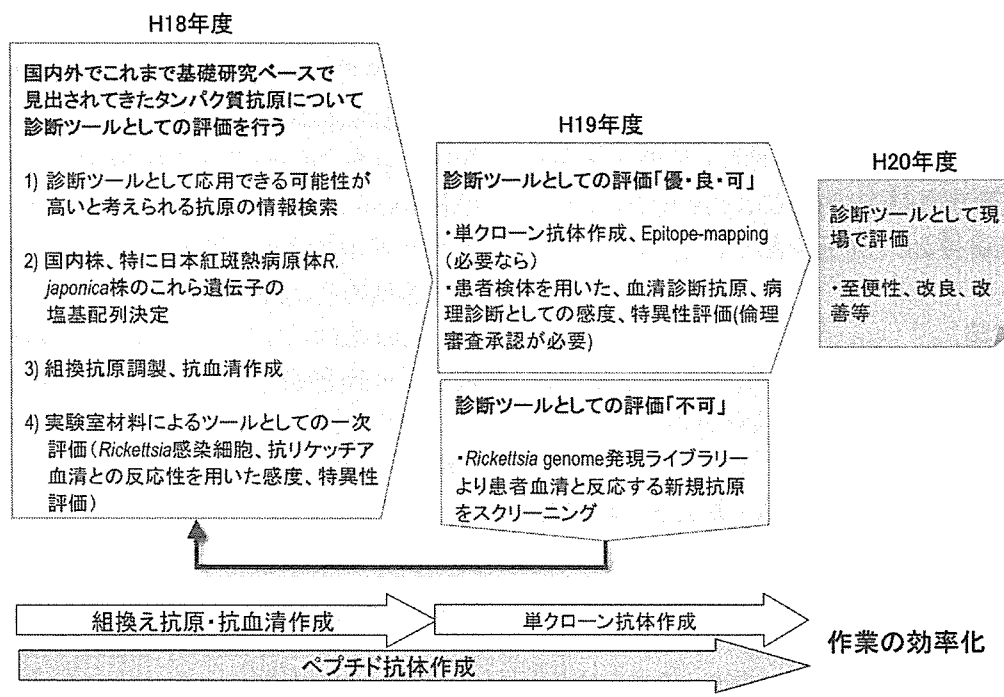 H18年度
国内外でこれまで基礎研究ベースで
見出されてきたタンパク質抗原について
診断ツールとしての評価を行う
1) 診断ツールとして応用できる可能性が
高いと考えられる抗原の情報検索
2) 国内株、特に日本紅斑熱病原体R.
japonica株のこれら遺伝子の
塩基配列決定
3) 組換抗原調製、抗血清作成
4) 実験室材料によるツールとしての一次
評価(Rickettsia感染細胞、抗リケッチア
血清との反応性を用いた感度、特異性
評価)
H19年度
診断ツールとしての評価「優・良・可」
・単クローン抗体作成、Epitope-mapping
(必要なら)
・患者検体を用いた、血清診断抗原、病
理診断としての感度、特異性評価(倫理
審査承認が必要)
診断ツールとしての評価「不可」
・Rickettsia genome発現ライブラリー
より患者血清と反応する新規抗原
をスクリーニング
H20年度
診断ツールとして現
場で評価
・至便性、改良、改
善等
組換え抗原・抗血清作成
単クローン抗体作成
ペプチド抗体作成
作業の効率化